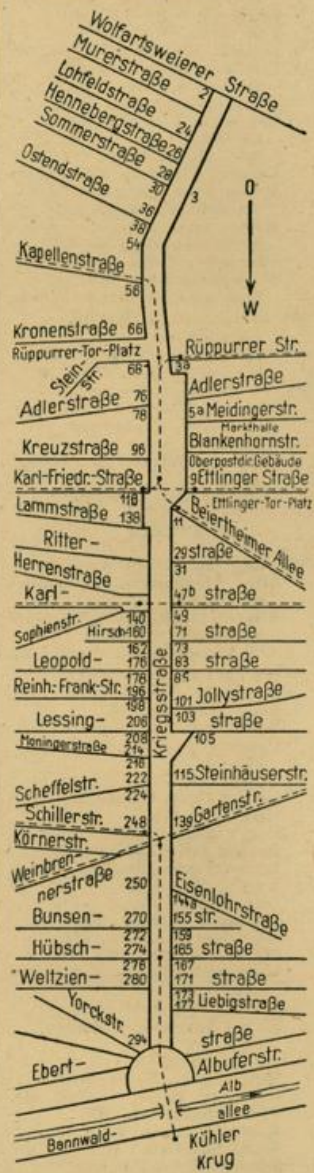 Wolfartsweierer Straße
Murerstraße 2
Lohfeldstraße 24
Hennebergstraße 26
Sommerstraße 28
30
Ostendstraße 36
38
3
O
W
54
Kapellenstraße
56
Kronenstraße 66
Rüppurrer-Tor-Platz
Rüppurrer Str.
3a
Stein-
str. 68
Adlerstraße
Adlerstraße 76
78
5a Meidingerstr.
Markthalle
Blankenhornstr.
Kreuzstraße 96
Oberpostdir. Gebäude
Karl-Friedr.-Straße
9 Ettlinger Straße
118
Ettlinger-Tor-Platz
Lammstraße 138
11
Beiertheimer Allee
Ritter-
29 straße
Herrenstraße
31
Karl-
47b straße
140
49
Sophienstr.
Hirsch- 160
71 straße
162
73
Leopold- 176
83 straße
178
85
Reinh.-Frank-Str. 196
101 Jollystraße
198
103 straße
Lessing- 206
208
105
Moningerstraße 214
Kriegsstraße
216
222
115 Steinhäuserstr.
Scheffelstr. 224
Schillerstr. 248
139 Gartenstr.
Körnerstr.
Weinbren-
nerstraße 250
Eisenlohrstraße
144a
Bunsen- 270
155 str.
272
159
Hübsch- 274
165 straße
276
167
Weltzien- 280
171 straße
173
177 Liebigstraße
Yorckstr.
294
straße
Ebert-
Albuferstr.
Alb
allee
Bannwald-
Kühler
Krug